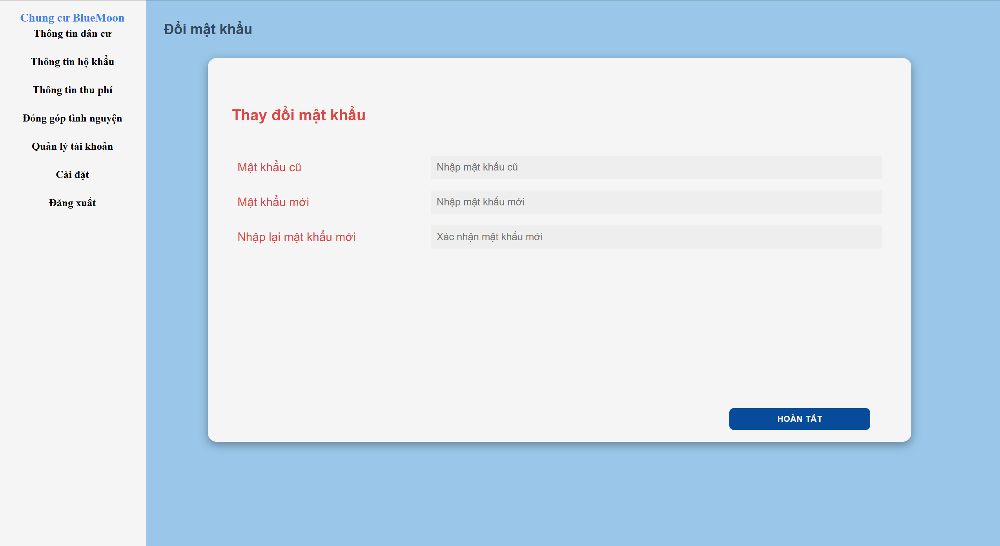 Chung cư BlueMoon
Thông tin dân cư
Thông tin hộ khẩu
Thông tin thu phí
Đóng góp tình nguyện
Quản lý tài khoản
Cài đặt
Đăng xuất
Đổi mật khẩu
Thay đổi mật khẩu
Mật khẩu cũ
Nhập mật khẩu cũ
Mật khẩu mới
Nhập mật khẩu mới
Nhập lại mật khẩu mới
Xác nhận mật khẩu mới
HOÀN TẤT